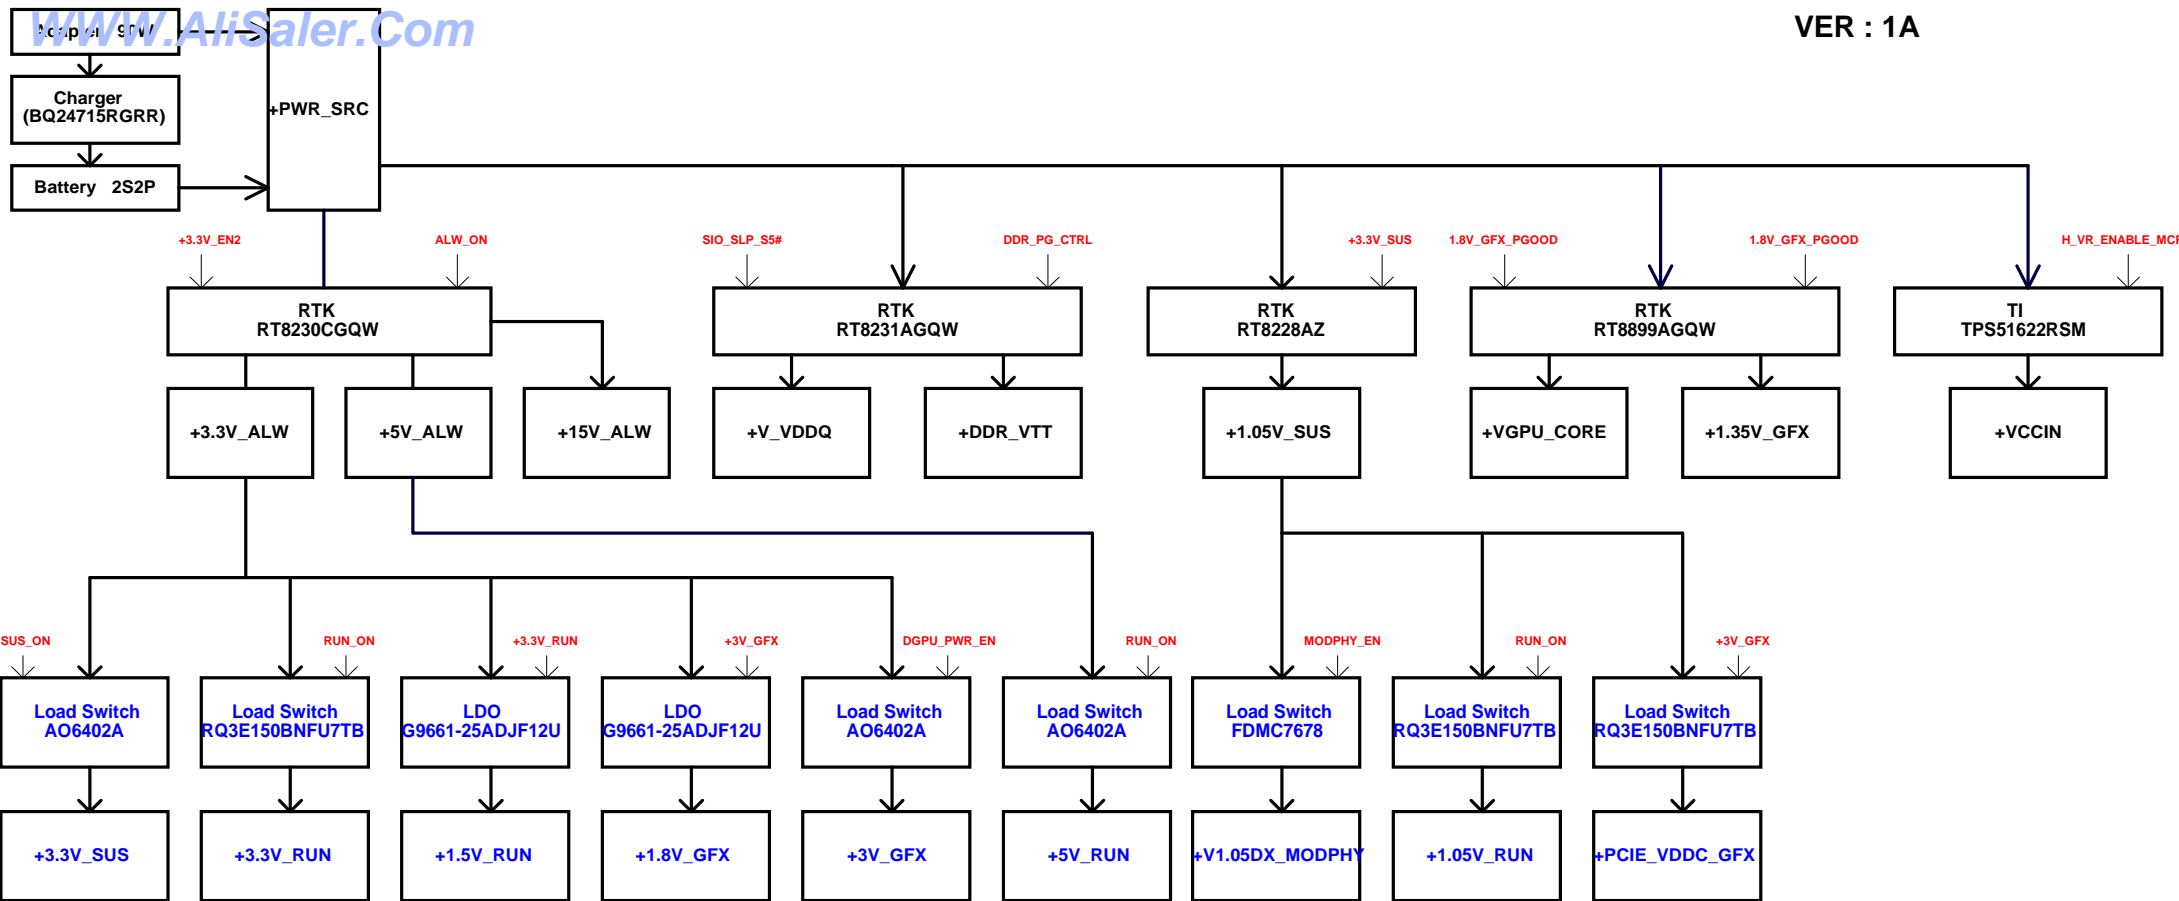 WWW.AliSaler.Com
VER : 1A
Adapter 90W
Charger
(BQ24715RGRR)
+PWR_SRC
Battery 2S2P
+3.3V_EN2
ALW_ON
SIO_SLP_S5#
DDR_PG_CTRL
+3.3V_SUS
1.8V_GFX_PGOOD
1.8V_GFX_PGOOD
H_VR_ENABLE_MCP
RTK
RT8230CGQW
RTK
RT8231AGQW
RTK
RT8228AZ
RTK
RT8899AGQW
TI
TPS51622RSM
+3.3V_ALW
+5V_ALW
+15V_ALW
+V_VDDQ
+DDR_VTT
+1.05V_SUS
+VGPU_CORE
+1.35V_GFX
+VCCIN
SUS_ON
RUN_ON
+3.3V_RUN
+3V_GFX
DGPU_PWR_EN
RUN_ON
MODPHY_EN
RUN_ON
+3V_GFX
Load Switch
AO6402A
Load Switch
RQ3E150BNFU7TB
LDO
G9661-25ADJF12U
LDO
G9661-25ADJF12U
Load Switch
AO6402A
Load Switch
AO6402A
Load Switch
FDMC7678
Load Switch
RQ3E150BNFU7TB
Load Switch
RQ3E150BNFU7TB
+3.3V_SUS
+3.3V_RUN
+1.5V_RUN
+1.8V_GFX
+3V_GFX
+5V_RUN
+V1.05DX_MODPHY
+1.05V_RUN
+PCIE_VDDC_GFX